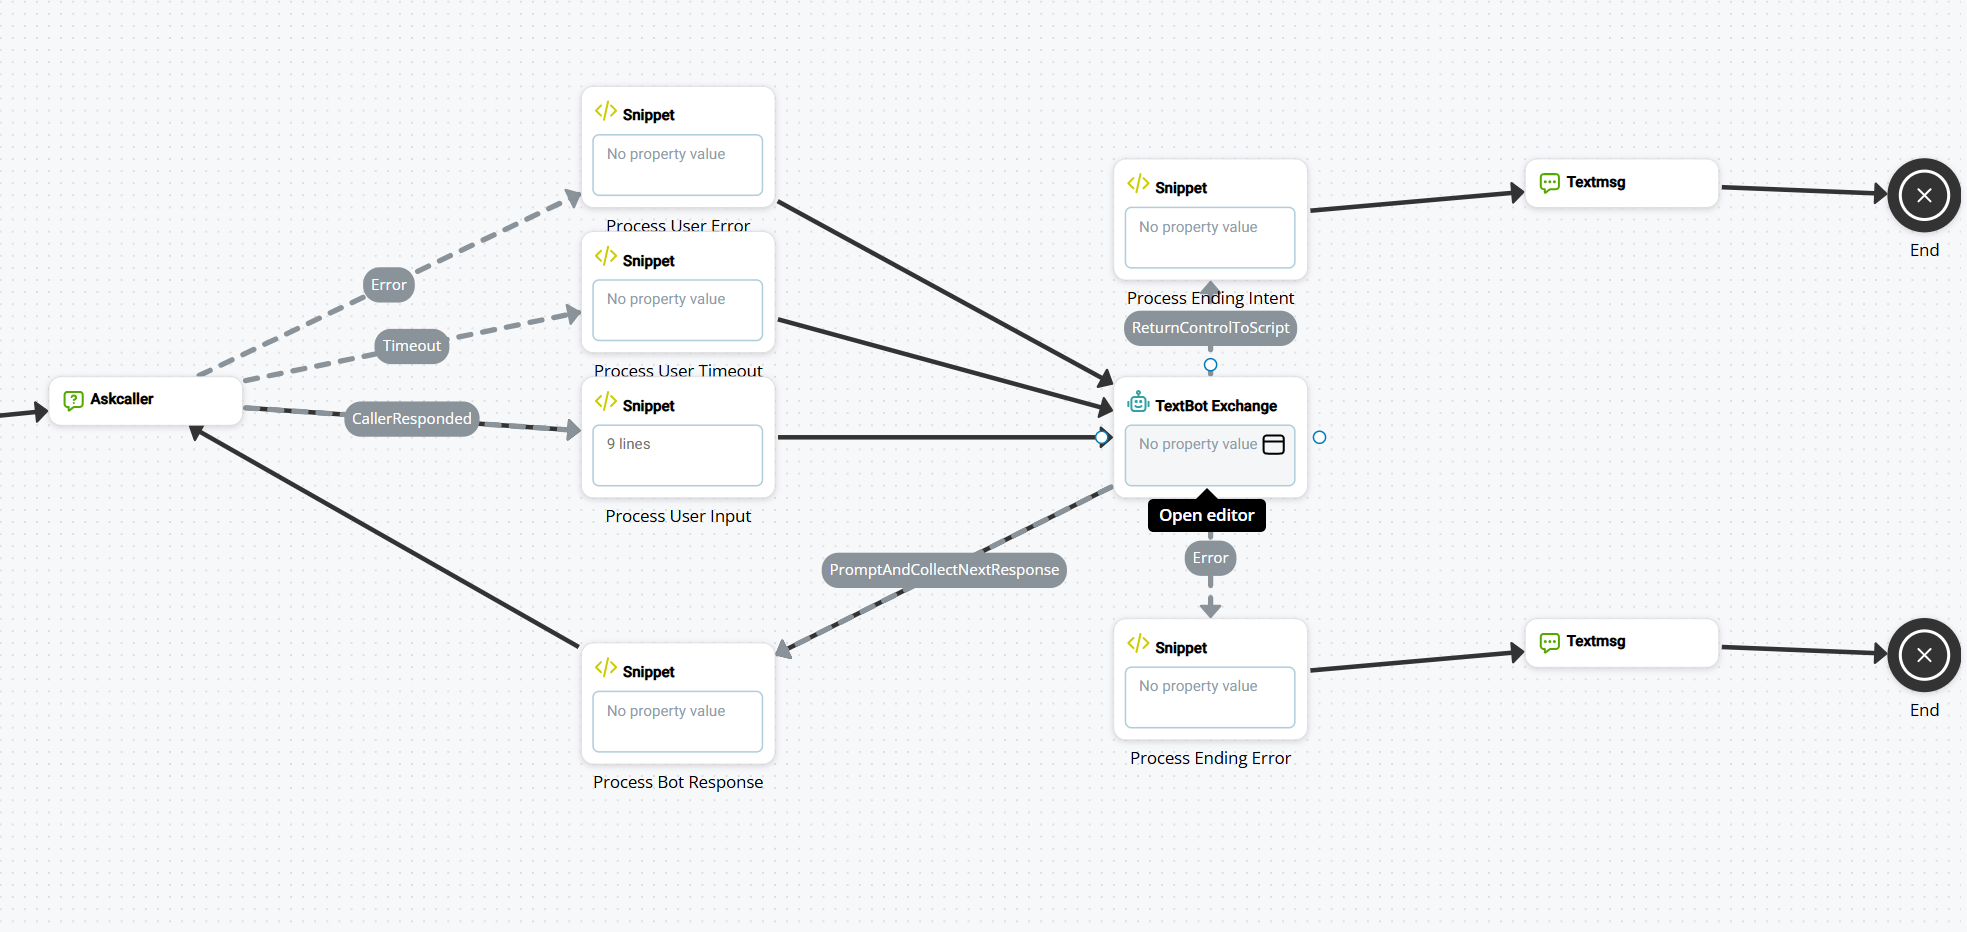 Snippet
No property value
Process User Error
Snippet
No property value
Process User Timeout
Snippet
9 lines
Process User Input
Error
Timeout
CallerResponded
Askcaller
Snippet
No property value
Process Ending Intent
ReturnControlToScript
TextBot Exchange
No property value
Open editor
Error
PromptAndCollectNextResponse
Snippet
No property value
Process Bot Response
Snippet
No property value
Process Ending Error
Textmsg
End
Textmsg
End